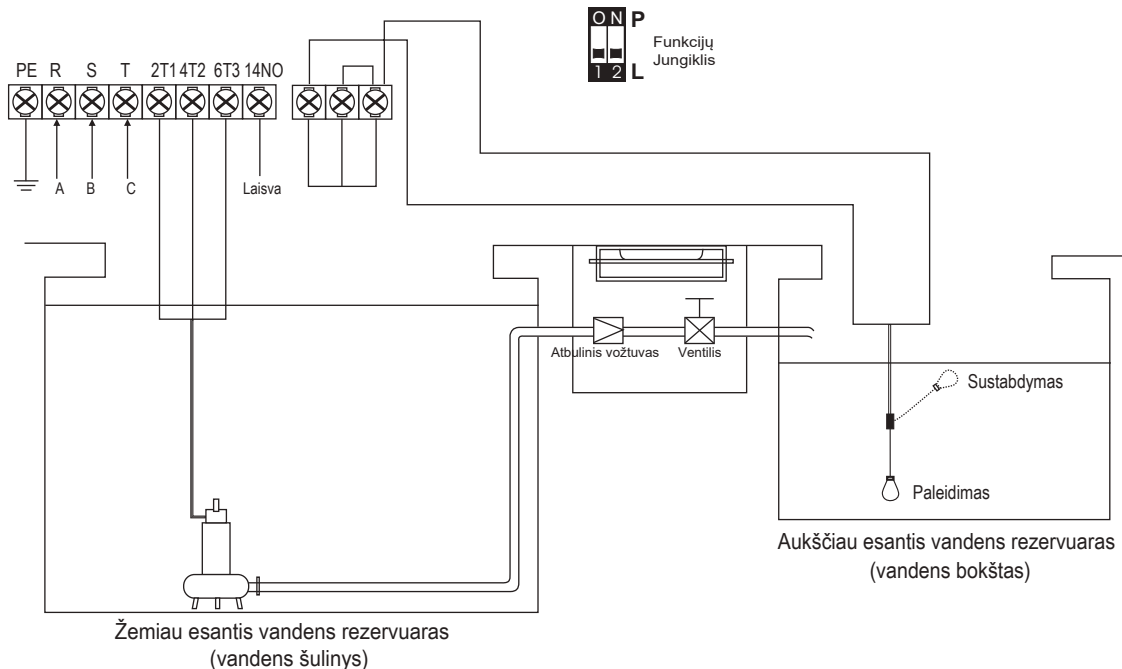 ON P
Funkcijų
Jungiklis
1 2 L
PE R S T 2T1 4T2 6T3 14NO
A B C Laisva
Atbulinis vožtuvas Ventilis
Sustabdymas
Paleidimas
Aukščiau esantis vandens rezervuaras
(vandens bokštas)
Žemiau esantis vandens rezervuaras
(vandens šulinys)